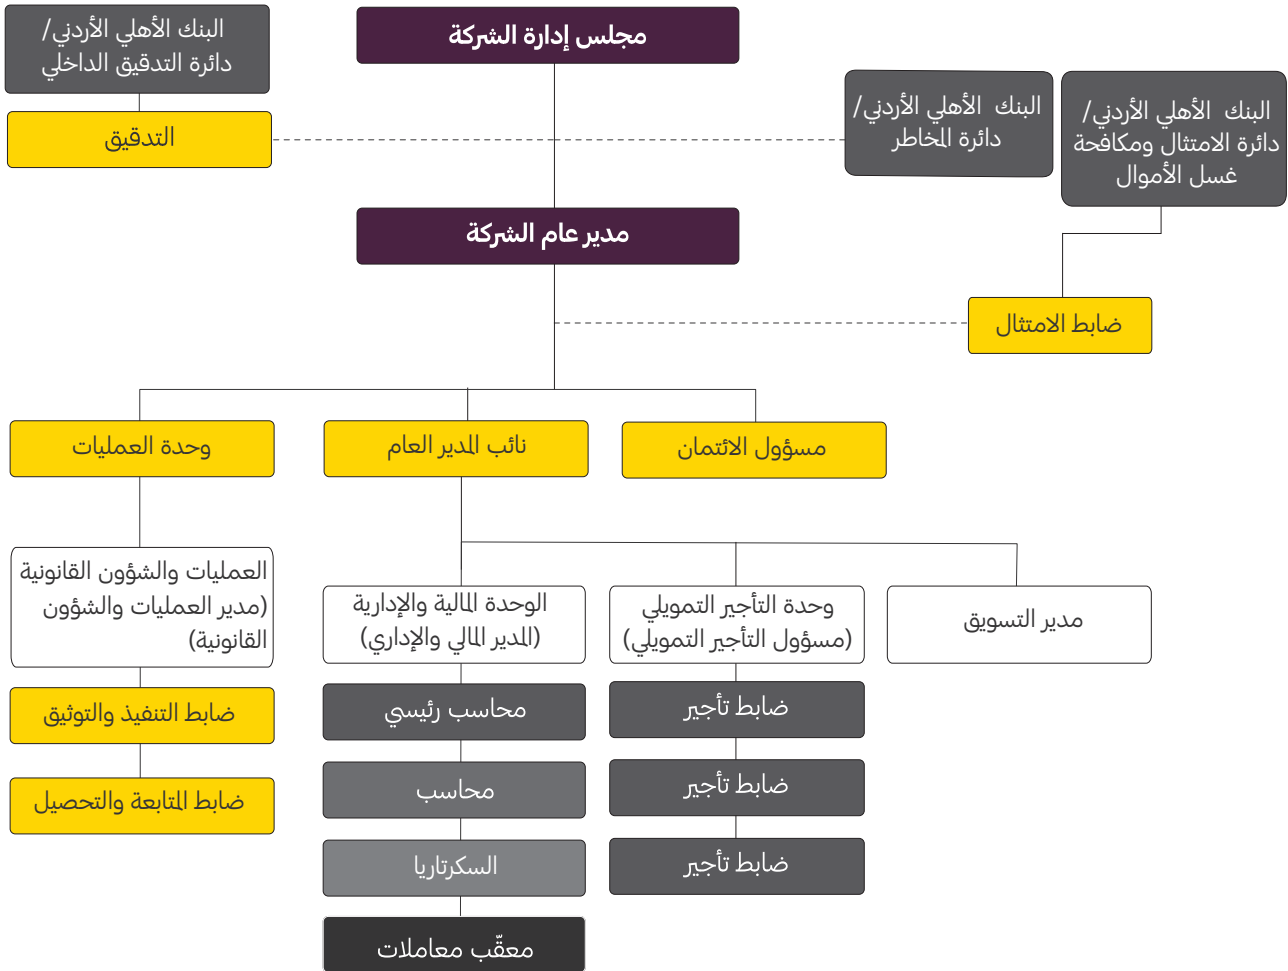 مجلس إدارة الشركة
البنك الأهلي الأردني/
دائرة التدقيق الداخلي
التدقيق
البنك الأهلي الأردني/
دائرة المخاطر
البنك الأهلي الأردني/
دائرة الامتثال ومكافحة
غسل الأموال
مدير عام الشركة
ضابط الامتثال
مسؤول الائتمان
نائب المدير العام
وحدة العمليات
مدير التسويق
وحدة التأجير التمويلي
(مسؤول التأجير التمويلي)
ضابط تأجير
ضابط تأجير
ضابط تأجير
الوحدة المالية والإدارية
(المدير المالي والإداري)
محاسب رئيسي
محاسب
السكرتاريا
معقّب معاملات
العمليات والشؤون القانونية
(مدير العمليات والشؤون
القانونية)
ضابط التنفيذ والتوثيق
ضابط المتابعة والتحصيل